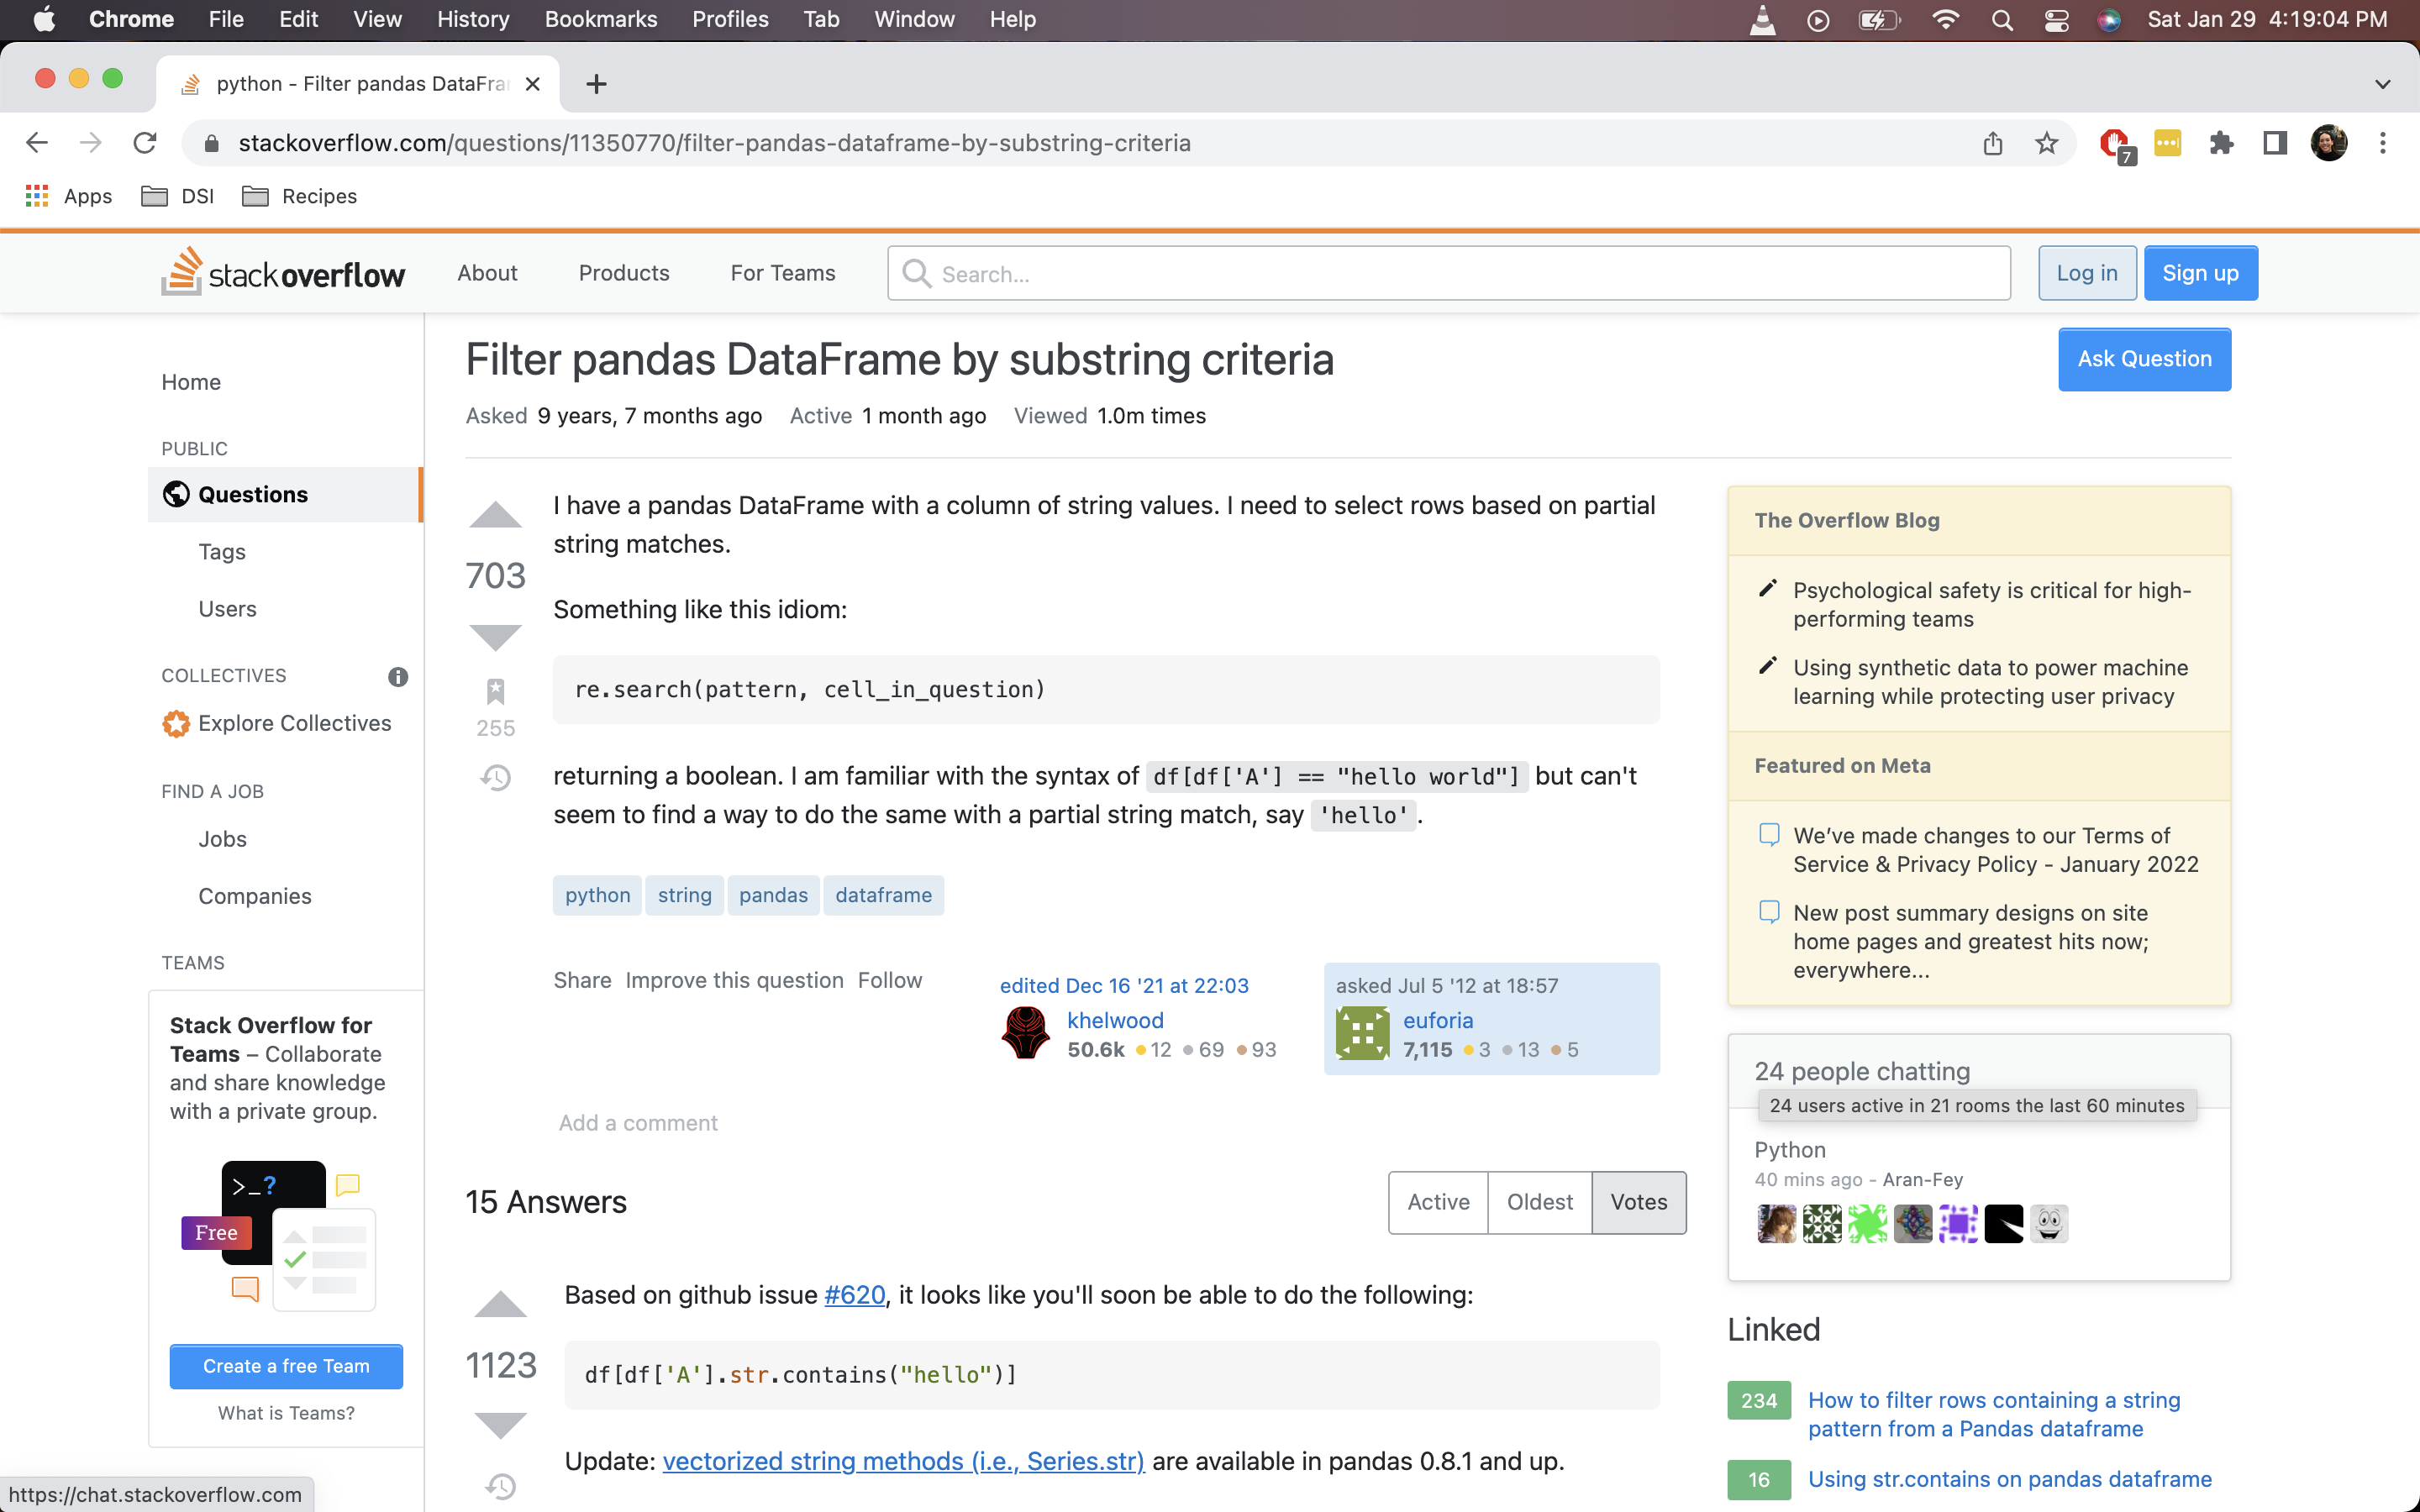 Chrome File Edit View History Bookmarks Profiles Tab Window Help Sat Jan 29 4:19:04 PM
python - Filter pandas DataFra
stackoverflow.com/questions/11350770/filter-pandas-dataframe-by-substring-criteria
7
Apps DSI Recipes
stackoverflow About Products For Teams Search... Log in Sign up
Home
PUBLIC
Questions
Tags
Users
COLLECTIVES
Explore Collectives
FIND A JOB
Jobs
Companies
TEAMS
Stack Overflow for
Teams – Collaborate
and share knowledge
with a private group.
>_?
Free
Create a free Team
What is Teams?
https://chat.stackoverflow.com
Filter pandas DataFrame by substring criteria
Ask Question
Asked 9 years, 7 months ago Active 1 month ago Viewed 1.0m times
703
255
I have a pandas DataFrame with a column of string values. I need to select rows based on partial
string matches.
Something like this idiom:
re.search(pattern, cell_in_question)
returning a boolean. I am familiar with the syntax of df[df['A'] == "hello world"] but can't
seem to find a way to do the same with a partial string match, say 'hello'.
python string pandas dataframe
Share Improve this question Follow
edited Dec 16 '21 at 22:03
khelwood
50.6k 12 69 93
asked Jul 5 '12 at 18:57
euforia
7,115 3 13 5
Add a comment
15 Answers
Active Oldest Votes
1123
Based on github issue #620, it looks like you'll soon be able to do the following:
df[df['A'].str.contains("hello")]
Update: vectorized string methods (i.e., Series.str) are available in pandas 0.8.1 and up.
The Overflow Blog
Psychological safety is critical for high-
performing teams
Using synthetic data to power machine
learning while protecting user privacy
Featured on Meta
We've made changes to our Terms of
Service & Privacy Policy - January 2022
New post summary designs on site
home pages and greatest hits now;
everywhere...
24 people chatting
24 users active in 21 rooms the last 60 minutes
Python
40 mins ago - Aran-Fey
Linked
234 How to filter rows containing a string
pattern from a Pandas dataframe
16 Using str.contains on pandas dataframe